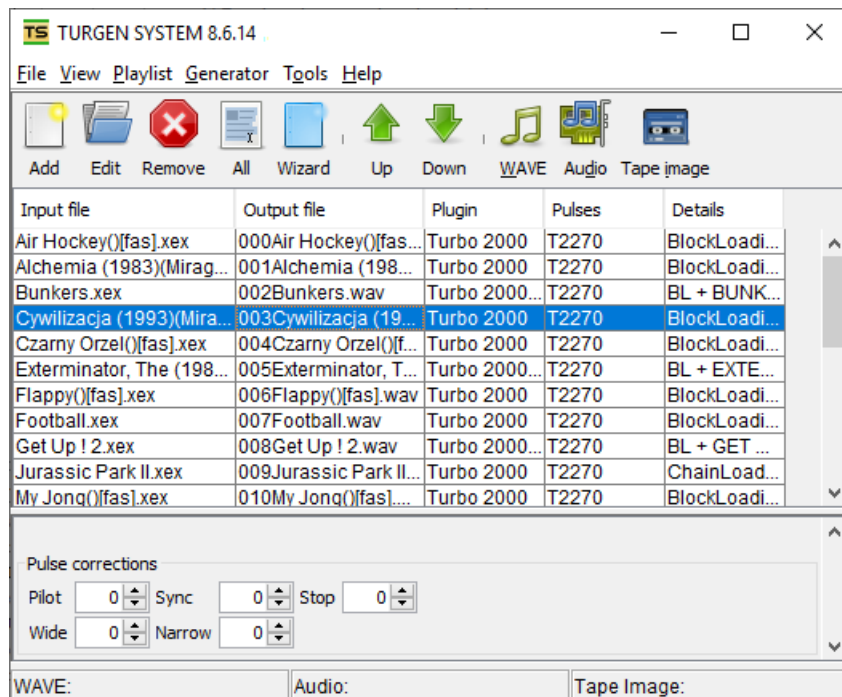 TS TURGEN SYSTEM 8.6.14
File View Playlist Generator Tools Help
Add Edit Remove All Wizard Up Down WAVE Audio Tape image
Input file Output file Plugin Pulses Details
Air Hockey()[fas].xex 000Air Hockey()[fas... Turbo 2000 T2270 BlockLoadi...
Alchemia (1983)(Mirag... 001Alchemia (198... Turbo 2000 T2270 BlockLoadi...
Bunkers.xex 002Bunkers.wav Turbo 2000... T2270 BL + BUNK...
Cywilizacja (1993)(Mira... 003Cywilizacja (19... Turbo 2000 T2270 BlockLoadi...
Czarny Orzel()[fas].xex 004Czarny Orzel()[f... Turbo 2000 T2270 BlockLoadi...
Exterminator, The (198... 005Exterminator, T... Turbo 2000... T2270 BL + EXTE...
Flappy()[fas].xex 006Flappy()[fas].wav Turbo 2000 T2270 BlockLoadi...
Football.xex 007Football.wav Turbo 2000 T2270 BlockLoadi...
Get Up ! 2.xex 008Get Up ! 2.wav Turbo 2000... T2270 BL + GET ...
Jurassic Park II.xex 009Jurassic Park II... Turbo 2000 T2270 ChainLoad...
My Jong()[fas].xex 010My Jong()[fas].... Turbo 2000 T2270 BlockLoadi...
Pulse corrections
Pilot 0 Sync 0 Stop 0
Wide 0 Narrow 0
WAVE: Audio: Tape Image: